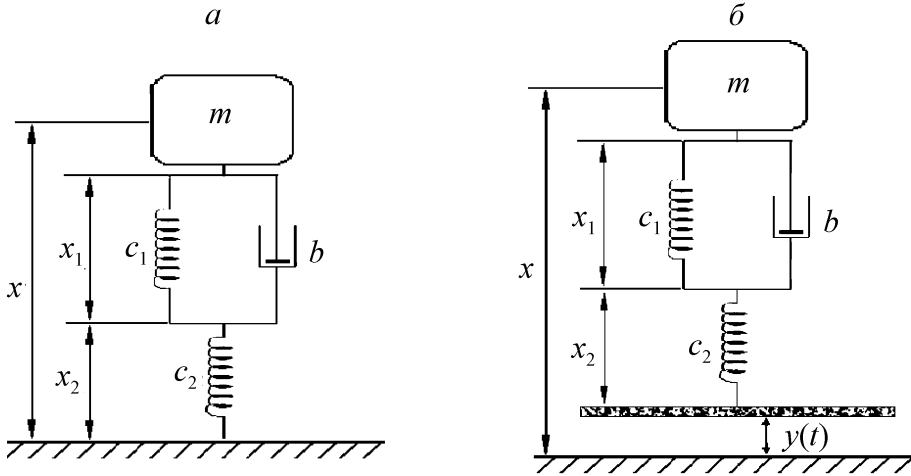 а
m
x
x₁
c₁
b
x₂
c₂
б
m
x
x₁
c₁
b
x₂
c₂
y(t)